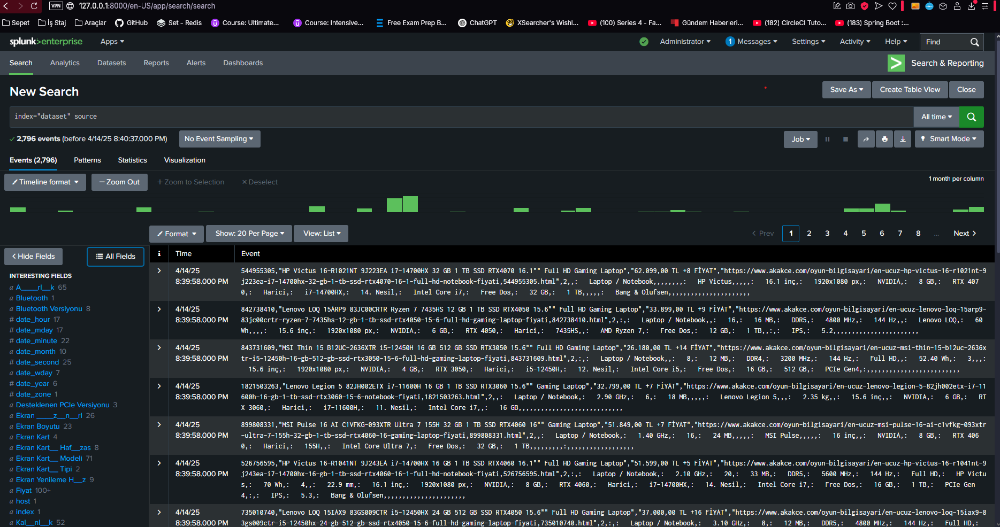 VPN 127.0.0.1:8000/en-US/app/search/search
Sepet İş Staj Araçlar GitHub Set - Redis Course: Ultimate... Course: Intensive... Free Exam Prep B... ChatGPT XSearcher's Wishl... (100) Series 4 - Fa... Gündem Haberleri... (182) CircleCI Tuto... (183) Spring Boot :...
splunk>enterprise Apps Administrator 1 Messages Settings Activity Help Find
Search Analytics Datasets Reports Alerts Dashboards Search & Reporting
New Search Save As Create Table View Close
index="dataset" source All time
2,796 events (before 4/14/25 8:40:37.000 PM) No Event Sampling Job Smart Mode
Events (2,796) Patterns Statistics Visualization
Timeline format — Zoom Out + Zoom to Selection × Deselect 1 month per column
Format Show: 20 Per Page View: List < Prev 1 2 3 4 5 6 7 8 ... Next >
< Hide Fields All Fields i Time Event
INTERESTING FIELDS
a A_____rl__k 65
a Bluetooth 1
a Bluetooth Versiyonu 8
# date_hour 17
# date_mday 17
# date_minute 22
# date_month 10
# date_second 25
a date_wday 7
# date_year 6
# date_zone 1
a Desteklenen PCIe Versiyonu 3
a Ekran _____z__n__rl 26
a Ekran Boyutu 23
a Ekran Kart 4
a Ekran Kart__ Haf__zas 8
a Ekran Kart__ Modeli 71
a Ekran Kart__ Tipi 2
a Ekran Yenileme H__z 9
a Fiyat 100+
a host 1
a index 1
a Kal__nl__k 52
> 4/14/25 544955305,"HP Victus 16-R1021NT 9J223EA i7-14700HX 32 GB 1 TB SSD RTX4070 16.1"" Full HD Gaming Laptop","62.099,00 TL +8 FİYAT","https://www.akakce.com/oyun-bilgisayari/en-ucuz-hp-victus-16-r1021nt-9
8:39:58.000 PM j223ea-i7-14700hx-32-gb-1-tb-ssd-rtx4070-16-1-full-hd-notebook-fiyati,544955305.html",2,,: Laptop / Notebook,,,,,,,,: HP Victus,,,,,: 16.1 inç,: 1920x1080 px,: NVIDIA,: 8 GB,: RTX 407
0,: Harici,: i7-14700HX,: 14. Nesil,: Intel Core i7,: Free Dos,: 32 GB,: 1 TB,,,,,: Bang & Olufsen,,,,,,,,,,,,,,,,,,,,,,
> 4/14/25 842738410,"Lenovo LOQ 15ARP9 83JC00CRTR Ryzen 7 7435HS 12 GB 1 TB SSD RTX4050 15.6"" Full HD Gaming Laptop","33.899,00 TL +9 FİYAT","https://www.akakce.com/oyun-bilgisayari/en-ucuz-lenovo-loq-15arp9-
8:39:58.000 PM 83jc00crtr-ryzen-7-7435hs-12-gb-1-tb-ssd-rtx4050-15-6-full-hd-gaming-laptop-fiyati,842738410.html",2,:,: Laptop / Notebook,,: 16,: 16 MB,: DDR5,: 4800 MHz,: 144 Hz,,: Lenovo LOQ,: 60
Wh,,,,: 15.6 inç,: 1920x1080 px,: NVIDIA,: 6 GB,: RTX 4050,: Harici,: 7435HS,,: AMD Ryzen 7,: Free Dos,: 12 GB,: 1 TB,,:,: IPS,: 5.2,,,,,,,,,,,,,,,,,,,,,,
> 4/14/25 843731609,"MSI Thin 15 B12UC-2636XTR i5-12450H 16 GB 512 GB SSD RTX3050 15.6"" Full HD Gaming Laptop","26.180,00 TL +14 FİYAT","https://www.akakce.com/oyun-bilgisayari/en-ucuz-msi-thin-15-b12uc-2636x
8:39:58.000 PM tr-i5-12450h-16-gb-512-gb-ssd-rtx3050-15-6-full-hd-gaming-laptop-fiyati,843731609.html",2,:,: Laptop / Notebook,,: 8,: 12 MB,: DDR4,: 3200 MHz,: 144 Hz,: Full HD,,: 52.40 Wh,: 3,,,:
15.6 inç,: 1920x1080 px,: NVIDIA,: 4 GB,: RTX 3050,: Harici,: i5-12450H,: 12. Nesil,: Intel Core i5,: Free Dos,: 16 GB,: 512 GB,: PCIe Gen4,:,,,,,,,,,,,,,,,,,,,,,,,,
> 4/14/25 1821503263,"Lenovo Legion 5 82JH002ETX i7-11600H 16 GB 1 TB SSD RTX3060 15.6"" Gaming Laptop","32.799,00 TL +7 FİYAT","https://www.akakce.com/oyun-bilgisayari/en-ucuz-lenovo-legion-5-82jh002etx-i7-11
8:39:58.000 PM 600h-16-gb-1-tb-ssd-rtx3060-15-6-notebook-fiyati,1821503263.html",2,,: Laptop / Notebook,: 2.90 GHz,: 6,: 18 MB,,,,,: Lenovo Legion 5,,,: 2.35 kg,,: 15.6 inç,,: NVIDIA,: 6 GB,: RT
X 3060,: Harici,: i7-11600H,: 11. Nesil,: Intel Core i7,,: 16 GB,,,,,,,,,,,,,,,,,,,,,,,,,,,
> 4/14/25 899808331,"MSI Pulse 16 AI C1VFKG-093XTR Ultra 7 155H 32 GB 1 TB SSD RTX4060 16"" Gaming Laptop","51.849,00 TL +7 FİYAT","https://www.akakce.com/oyun-bilgisayari/en-ucuz-msi-pulse-16-ai-c1vfkg-093xtr
8:39:58.000 PM -ultra-7-155h-32-gb-1-tb-ssd-rtx4060-16-gaming-laptop-fiyati,899808331.html",2,,: Laptop / Notebook,: 1.40 GHz,: 16,: 24 MB,,,,,: MSI Pulse,,,,,: 16 inç,,: NVIDIA,: 8 GB,: RTX 406
0,: Harici,: 155H,,: Intel Core Ultra 7,: Free Dos,: 32 GB,: 1 TB,,,,,,,,,:,,,,,,,,,,,,,,,,,
> 4/14/25 526756595,"HP Victus 16-R1041NT 9J243EA i7-14700HX 16 GB 1 TB SSD RTX4060 16.1"" Full HD Gaming Laptop","51.599,00 TL +5 FİYAT","https://www.akakce.com/oyun-bilgisayari/en-ucuz-hp-victus-16-r1041nt-9
8:39:58.000 PM j243ea-i7-14700hx-16-gb-1-tb-ssd-rtx4060-16-1-full-hd-notebook-fiyati,526756595.html",2,:,: Laptop / Notebook,: 2.10 GHz,: 20,: 33 MB,: DDR5,: 5600 MHz,: 144 Hz,: Full HD,: HP Victu
s,: 70 Wh,: 4,,: 22.9 mm,: 16.1 inç,: 1920x1080 px,: NVIDIA,: 8 GB,: RTX 4060,: Harici,: i7-14700HX,: 14. Nesil,: Intel Core i7,: Free Dos,: 16 GB,: 1 TB,: PCIe Gen
4,:,: IPS,: 5.3,: Bang & Olufsen,,,,,,,,,,,,,,,,,,,,,,
> 4/14/25 735010740,"Lenovo LOQ 15IAX9 83GS009CTR i5-12450HX 24 GB 512 GB SSD RTX4050 15.6"" Full HD Gaming Laptop","37.000,00 TL +16 FİYAT","https://www.akakce.com/oyun-bilgisayari/en-ucuz-lenovo-loq-15iax9-8
8:39:58.000 PM 3gs009ctr-i5-12450hx-24-gb-512-gb-ssd-rtx4050-15-6-full-hd-gaming-laptop-fiyati,735010740.html",2,:,: Laptop / Notebook,: 3.10 GHz,: 8,: 12 MB,: DDR5,: 4800 MHz,: 144 Hz,: Full HD,: